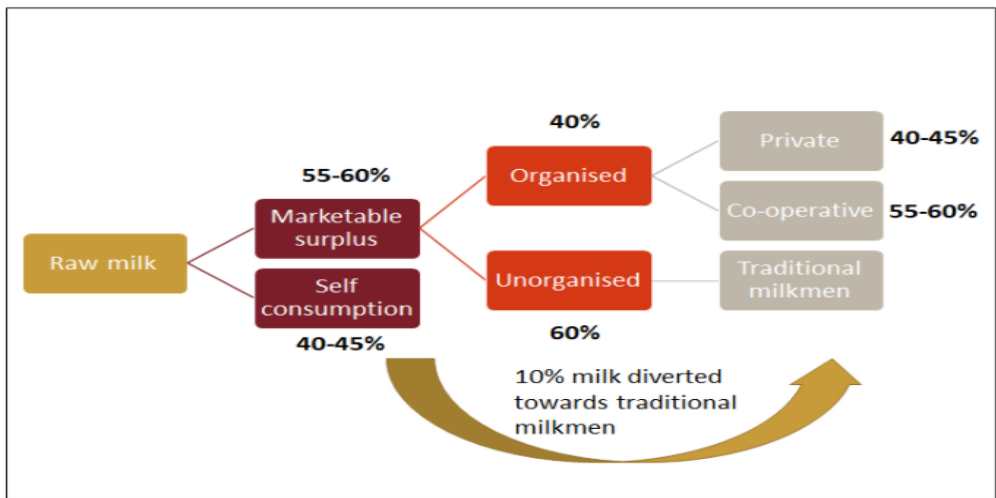 40%
Private
40-45%
55-60%
Organised
Marketable
surplus
Co-operative
55-60%
Raw milk
Self
consumption
Unorganised
Traditional
milkmen
40-45%
60%
10% milk diverted
towards traditional
milkmen